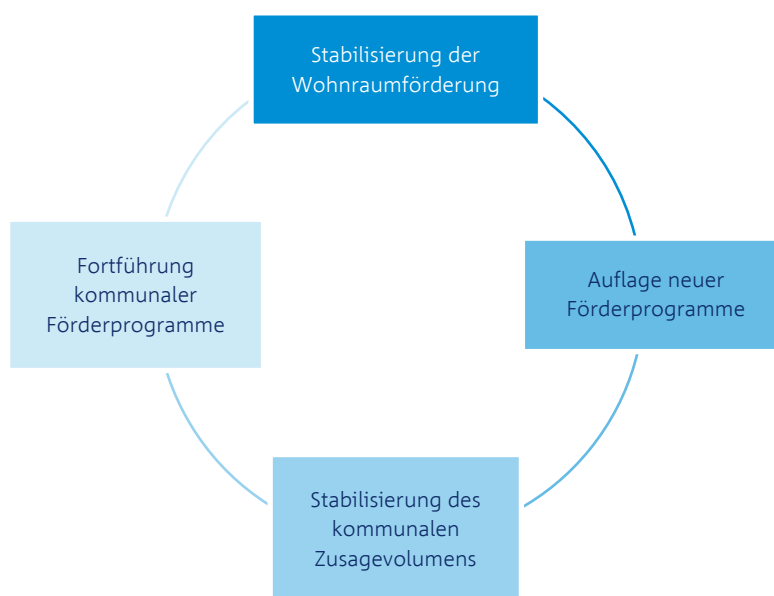 Stabilisierung der
Wohnraumförderung
Auflage neuer
Förderprogramme
Stabilisierung des
kommunalen
Zusagevolumens
Fortführung
kommunaler
Förderprogramme